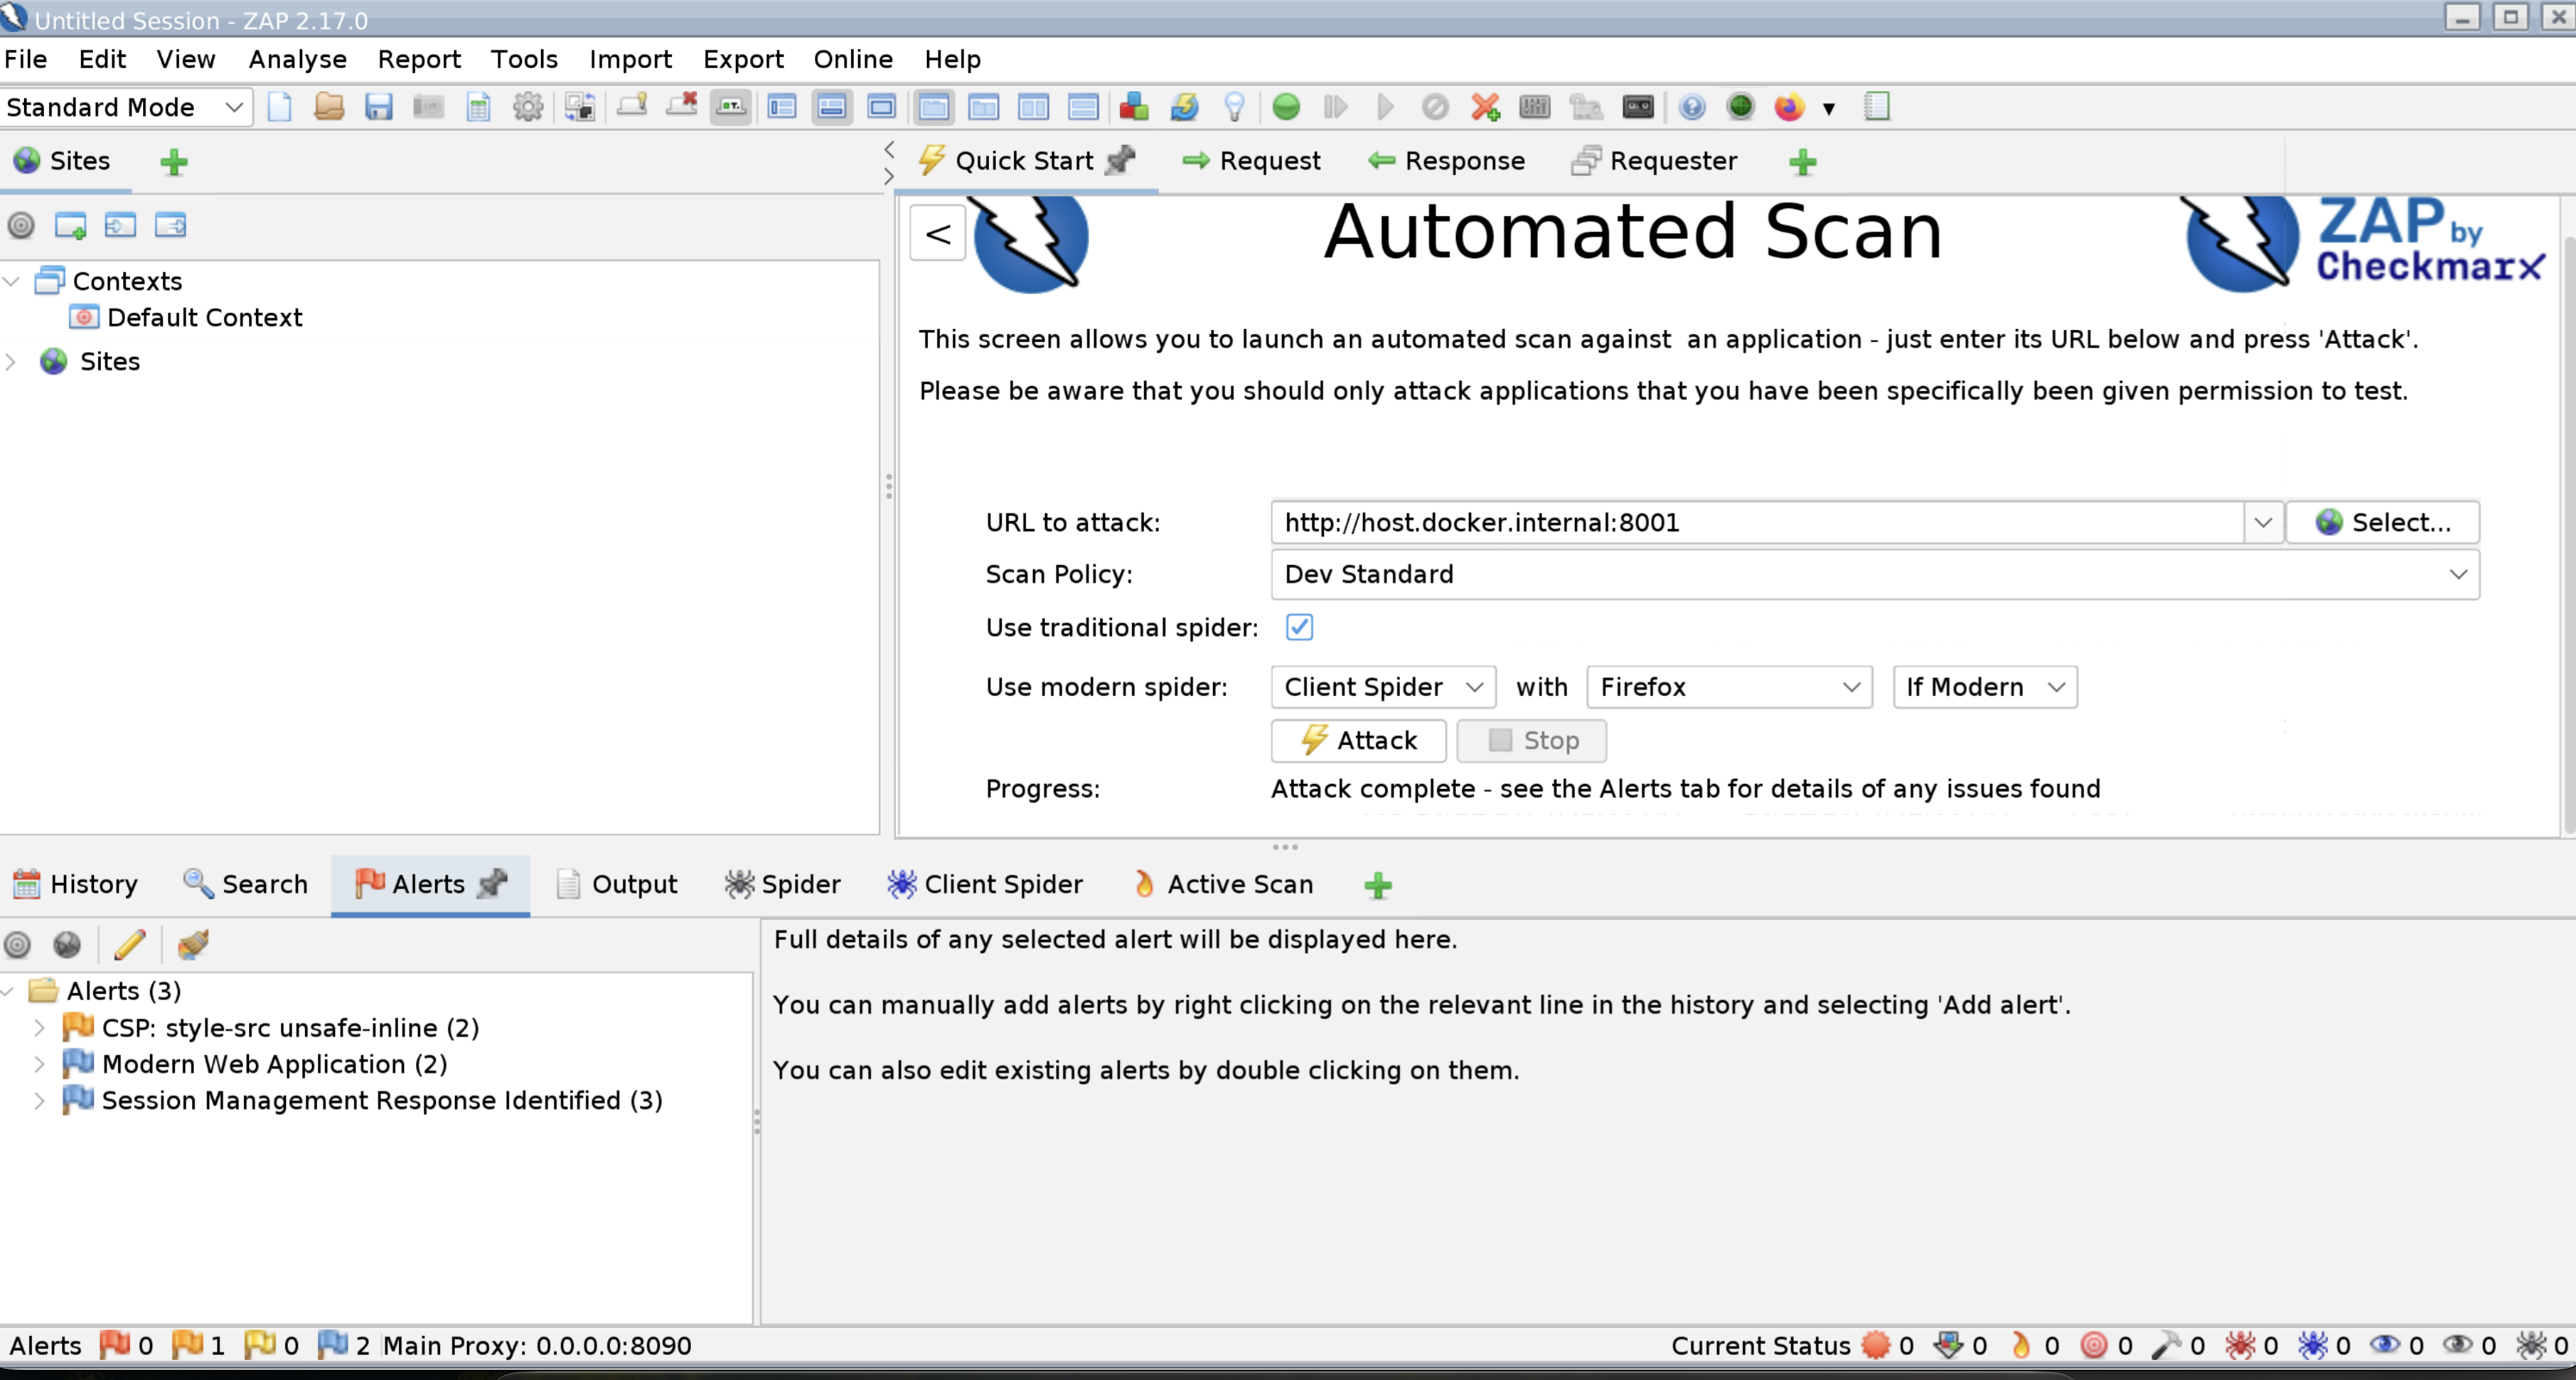 Untitled Session - ZAP 2.17.0
File Edit View Analyse Report Tools Import Export Online Help
Standard Mode
Sites
Quick Start Request Response Requester
< Automated Scan ZAP by
Checkmarx
Contexts
Default Context
Sites
This screen allows you to launch an automated scan against  an application - just enter its URL below and press 'Attack'.
Please be aware that you should only attack applications that you have been specifically been given permission to test.
URL to attack: http://host.docker.internal:8001 Select...
Scan Policy: Dev Standard
Use traditional spider:
Use modern spider: Client Spider with Firefox If Modern
Attack Stop
Progress: Attack complete - see the Alerts tab for details of any issues found
History Search Alerts Output Spider Client Spider Active Scan
Alerts (3)
CSP: style-src unsafe-inline (2)
Modern Web Application (2)
Session Management Response Identified (3)
Full details of any selected alert will be displayed here.
You can manually add alerts by right clicking on the relevant line in the history and selecting 'Add alert'.
You can also edit existing alerts by double clicking on them.
Alerts 0 1 0 2 Main Proxy: 0.0.0.0:8090 Current Status 0 0 0 0 0 0 0 0 0 0